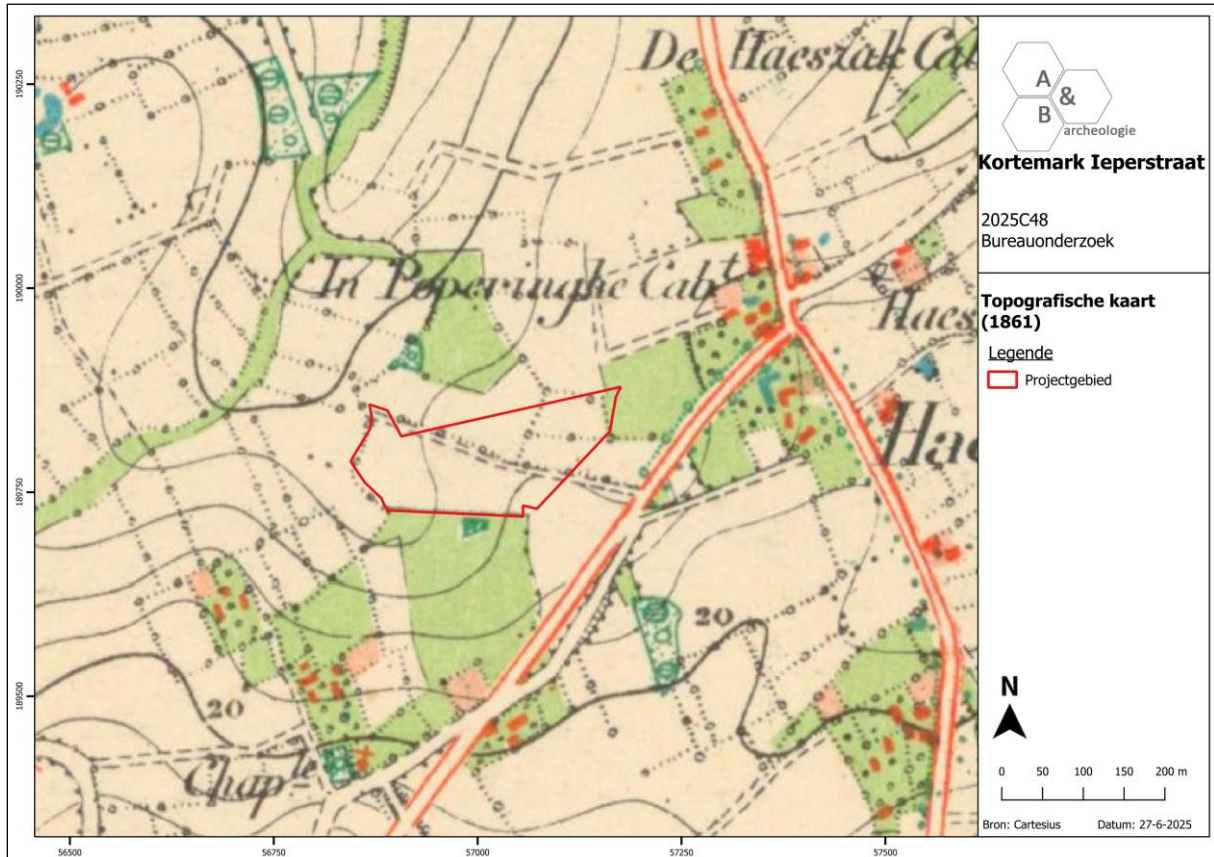 De Haeszak Cab
In Poperinghe Cabt
Haes
Hae
20
20
Chaple
190250
190000
189750
189500
56500
56750
57000
57250
57500
A
&
B
archeologie
Kortemark Ieperstraat
2025C48
Bureauonderzoek
Topografische kaart
(1861)
Legende
Projectgebied
N
0 50 100 150 200 m
Bron: Cartesius Datum: 27-6-2025